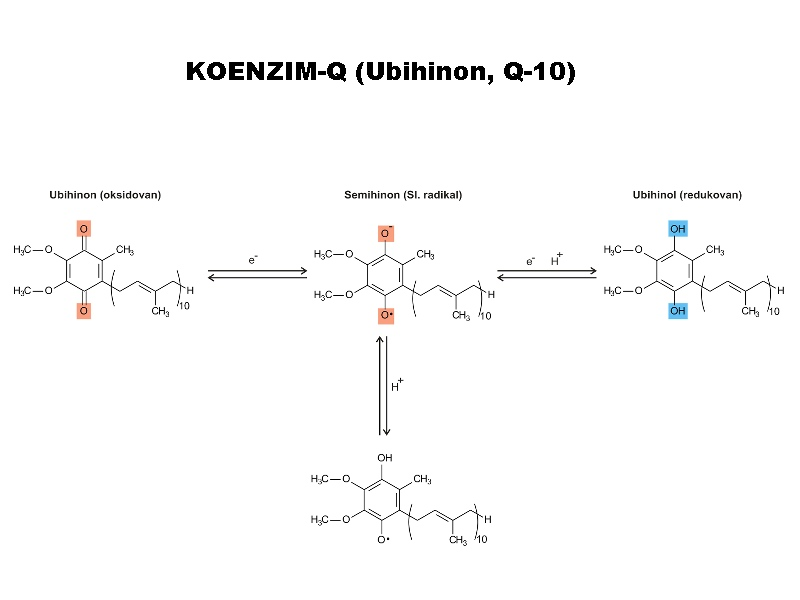 KOENZIM-Q (Ubihinon, Q-10)
Ubihinon (oksidovan)
Semihinon (Sl. radikal)
Ubihinol (redukovan)
O
H₃C—O
CH₃
H₃C—O
H
10
O
CH₃
e⁻
O⁻
H₃C—O
CH₃
H₃C—O
H
O•
CH₃
10
e⁻ H⁺
OH
H₃C—O
CH₃
H₃C—O
H
OH
CH₃
10
H⁺
OH
H₃C—O
CH₃
H₃C—O
H
O•
CH₃
10